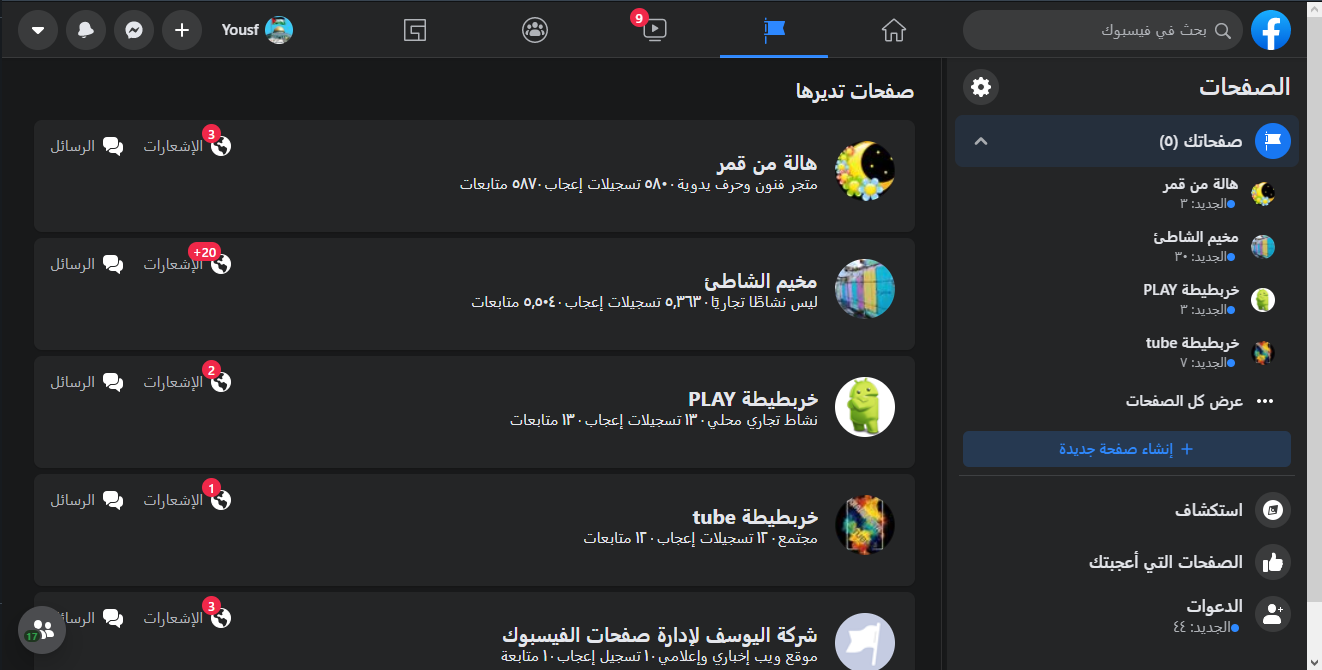 بحث في فيسبوك
9
Yousf
الصفحات
صفحاتك (٥)
هالة من قمر
الجديد: ٣
مخيم الشاطئ
الجديد: ٣٠
خربطيطة PLAY
الجديد: ٣
خربطيطة tube
الجديد: ٧
عرض كل الصفحات
+ إنشاء صفحة جديدة
استكشاف
الصفحات التي أعجبتك
الدعوات
الجديد: ٤٤
صفحات تديرها
هالة من قمر
متجر فنون وحرف يدوية · ٥٨٠ تسجيلات إعجاب · ٥٨٧ متابعات
3
الإشعارات
الرسائل
مخيم الشاطئ
ليس نشاطًا تجاريًا · ٥,٣٦٣ تسجيلات إعجاب · ٥,٥٠٤ متابعات
20+
الإشعارات
الرسائل
خربطيطة PLAY
نشاط تجاري محلي · ١٣٠ تسجيلات إعجاب · ١٣٠ متابعات
2
الإشعارات
الرسائل
خربطيطة tube
مجتمع · ١٢٠ تسجيلات إعجاب · ١٢٠ متابعات
1
الإشعارات
الرسائل
شركة اليوسف لإدارة صفحات الفيسبوك
موقع ويب إخباري وإعلامي · ١٠ تسجيل إعجاب · ١٠ متابعة
3
الإشعارات
الرسائل
17